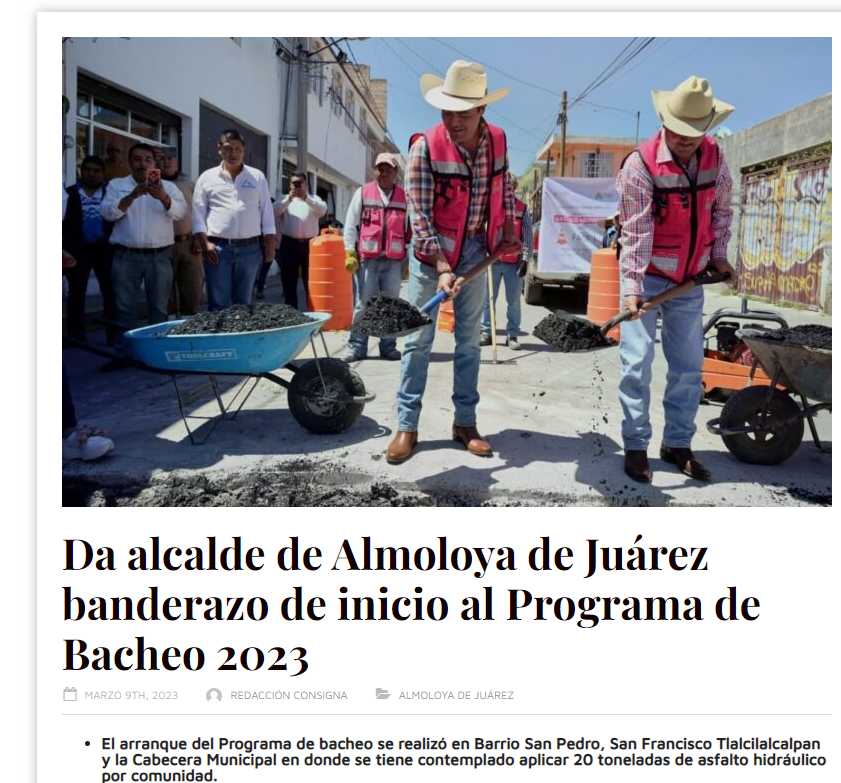 TOOLCRAFT
Da alcalde de Almoloya de Juárez
banderazo de inicio al Programa de
Bacheo 2023
MARZO 9TH, 2023 REDACCIÓN CONSIGNA ALMOLOYA DE JUÁREZ
• El arranque del Programa de bacheo se realizó en Barrio San Pedro, San Francisco Tlalcilalcalpan
y la Cabecera Municipal en donde se tiene contemplado aplicar 20 toneladas de asfalto hidráulico
por comunidad.